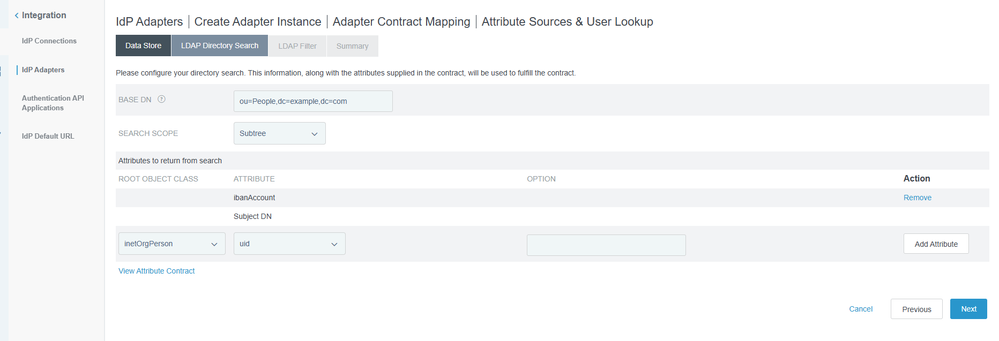 Integration
IdP Connections
IdP Adapters
Authentication API
Applications
IdP Default URL
IdP Adapters | Create Adapter Instance | Adapter Contract Mapping | Attribute Sources & User Lookup
Data Store LDAP Directory Search LDAP Filter Summary
Please configure your directory search. This information, along with the attributes supplied in the contract, will be used to fulfill the contract.
BASE DN ? ou=People,dc=example,dc=com
SEARCH SCOPE Subtree
Attributes to return from search
ROOT OBJECT CLASS ATTRIBUTE OPTION Action
ibanAccount Remove
Subject DN
inetOrgPerson uid Add Attribute
View Attribute Contract
Cancel Previous Next